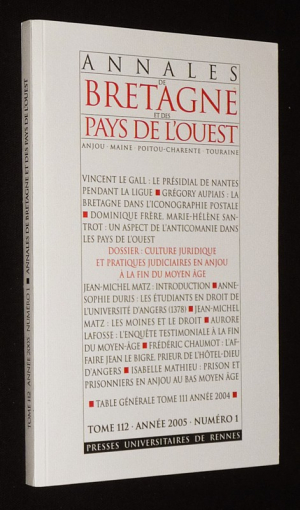 ANNALES
DE
BRETAGNE
ET DES
PAYS DE L'OUEST
ANJOU · MAINE · POITOU-CHARENTE · TOURAINE
VINCENT LE GALL : LE PRÉSIDIAL DE NANTES
PENDANT LA LIGUE ■ GRÉGORY AUPIAIS : LA
BRETAGNE DANS L'ICONOGRAPHIE POSTALE
■ DOMINIQUE FRÈRE, MARIE-HÉLÈNE SAN-
TROT : UN ASPECT DE L'ANTICOMANIE DANS
LES PAYS DE L'OUEST
DOSSIER : CULTURE JURIDIQUE
ET PRATIQUES JUDICIAIRES EN ANJOU
À LA FIN DU MOYEN ÂGE
JEAN-MICHEL MATZ : INTRODUCTION ■ ANNE-
SOPHIE DURIS : LES ÉTUDIANTS EN DROIT DE
L'UNIVERSITÉ D'ANGERS (1378) ■ JEAN-MICHEL
MATZ : LES MOINES ET LE DROIT ■ AURORE
LAFOSSE : L'ENQUÊTE TESTIMONIALE À LA FIN
DU MOYEN-ÂGE ■ FRÉDÉRIC CHAUMOT : L'AF-
FAIRE JEAN LE BIGRE, PRIEUR DE L'HÔTEL-DIEU
D'ANGERS ■ ISABELLE MATHIEU : PRISON ET
PRISONNIERS EN ANJOU AU BAS MOYEN ÂGE
■ TABLE GÉNÉRALE TOME III ANNÉE 2004 ■
TOME 112 · ANNÉE 2005 · NUMÉRO 1
PRESSES UNIVERSITAIRES DE RENNES
TOME 112 · ANNÉE 2005 · NUMÉRO 1 ■ ANNALES DE BRETAGNE ET DES PAYS DE L'OUEST